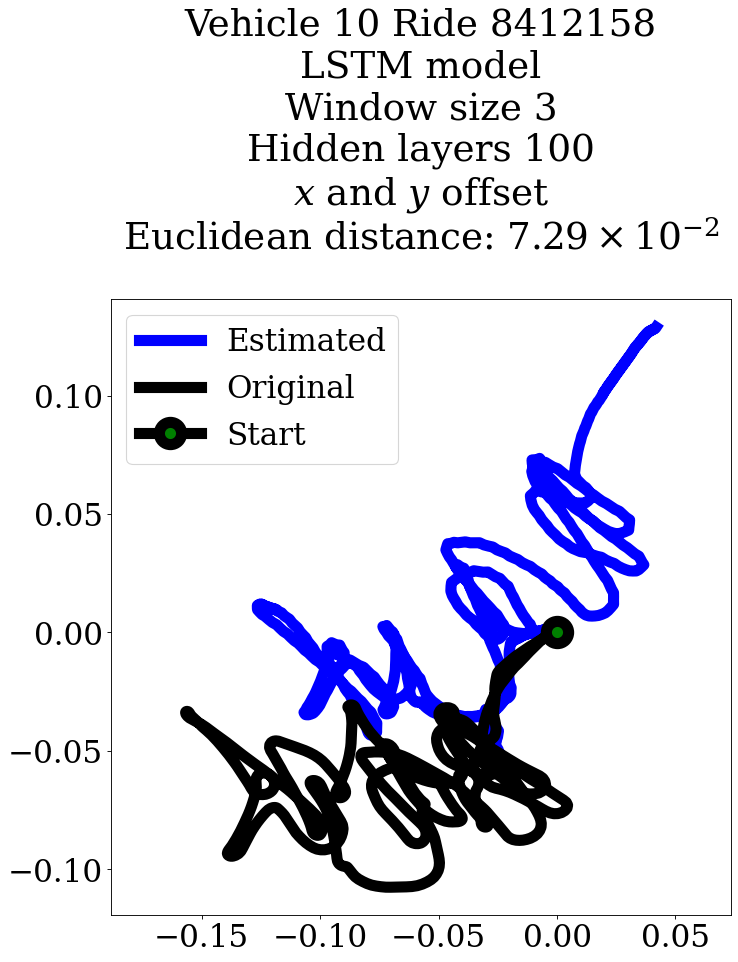 Vehicle 10 Ride 8412158
LSTM model
Window size 3
Hidden layers 100
x and y offset
Euclidean distance: 7.29 × 10⁻²
Estimated
Original
Start
0.10
0.05
0.00
−0.05
−0.10
−0.15 −0.10 −0.05 0.00 0.05